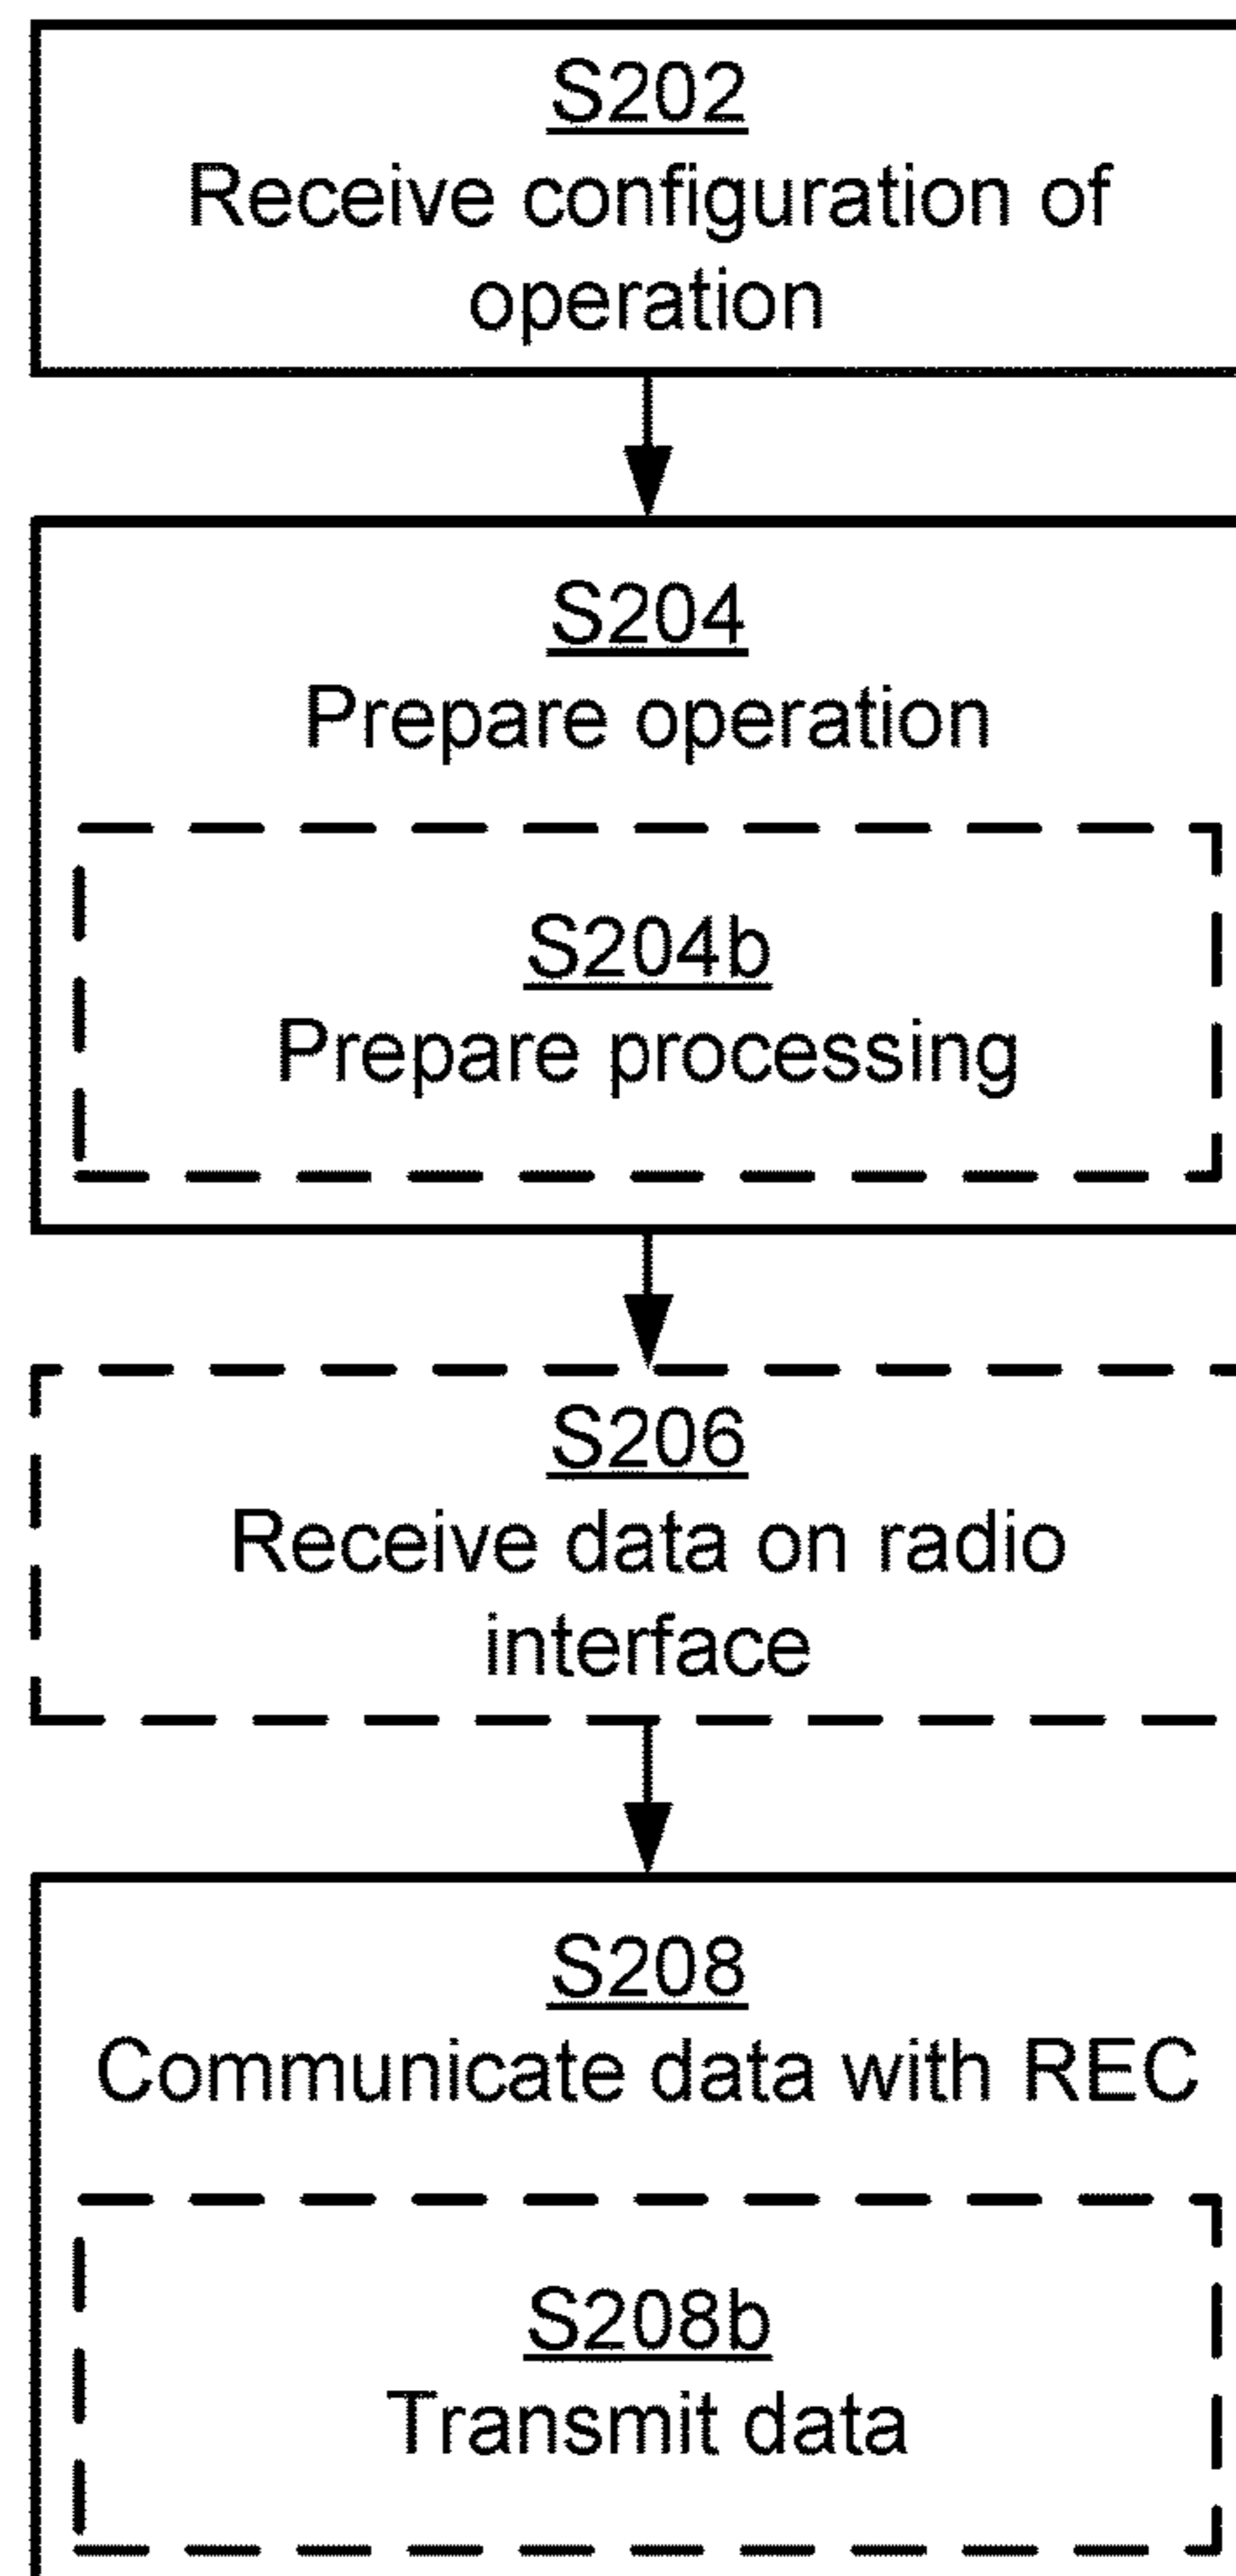 S202
Receive configuration of
operation
S204
Prepare operation
S204b
Prepare processing
S206
Receive data on radio
interface
S208
Communicate data with REC
S208b
Transmit data